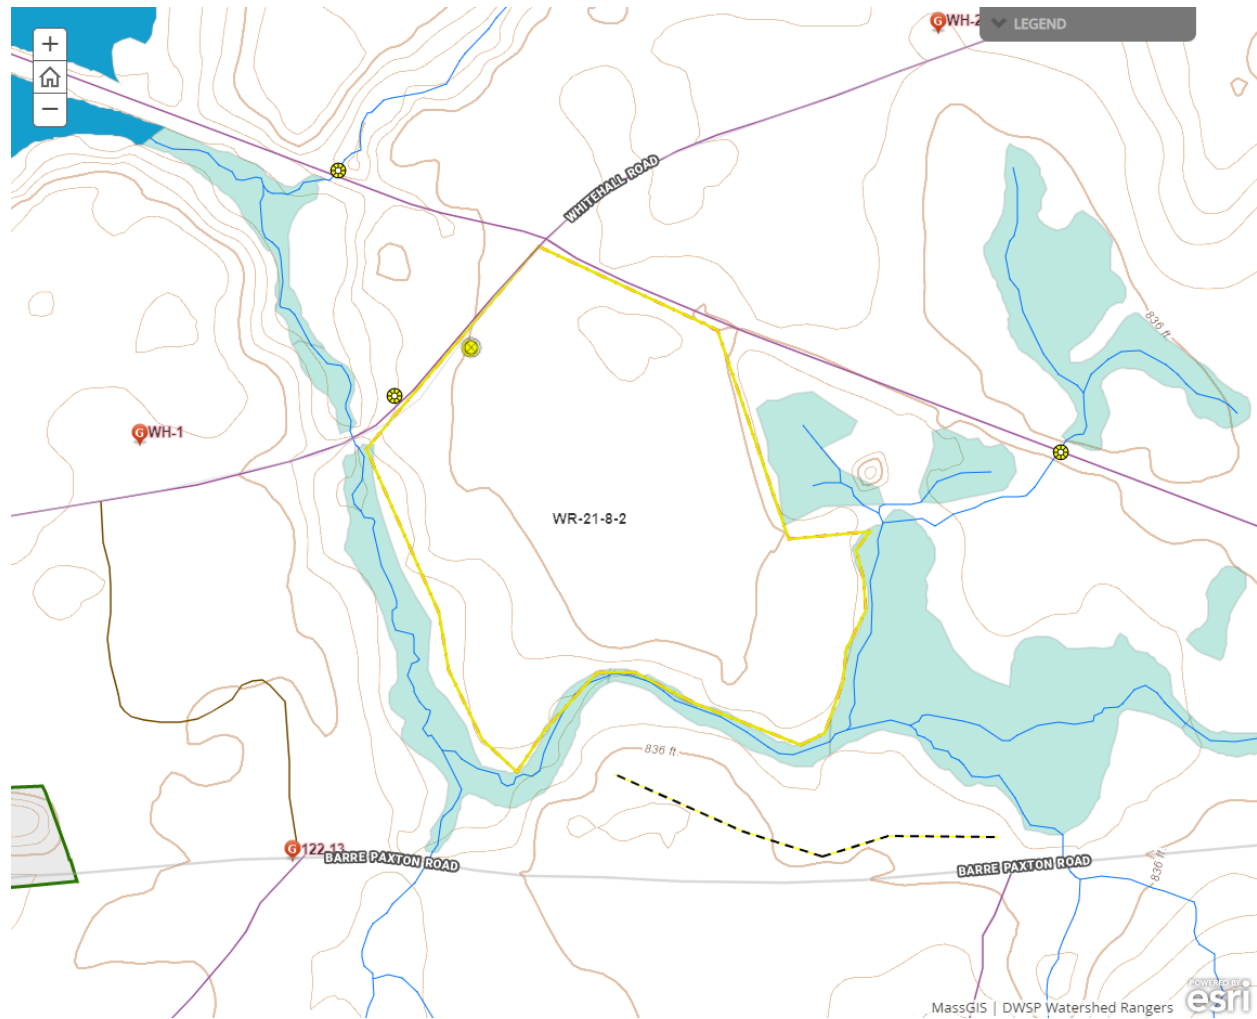 +
−
LEGEND
WH-2
WHITEHALL ROAD
836 ft.
G WH-1
WR-21-8-2
836 ft.
G 122-13
BARRE PAXTON ROAD
BARRE PAXTON ROAD
836 ft.
MassGIS | DWSP Watershed Rangers
POWERED BY
esri